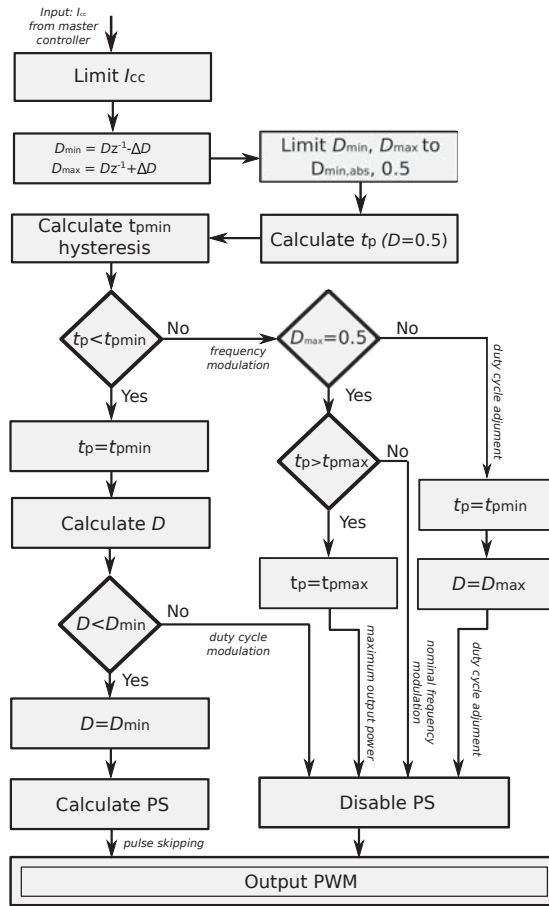 Input: Icc
from master
controller
Limit Icc
Dmin = Dz-1-ΔD
Dmax = Dz-1+ΔD
Limit Dmin, Dmax to
Dmin,abs, 0.5
Calculate tpmin
hysteresis
Calculate tp (D=0.5)
tp<tpmin
No
frequency
modulation
Dmax=0.5
No
duty cycle adjument
Yes
Yes
tp=tpmin
tp>tpmax
No
Calculate D
Yes
tp=tpmin
tp=tpmax
D=Dmax
D<Dmin
No
duty cycle
modulation
maximum output
power
nominal frequency
modulation
duty cycle adjument
Yes
D=Dmin
Calculate PS
Disable PS
pulse skipping
Output PWM